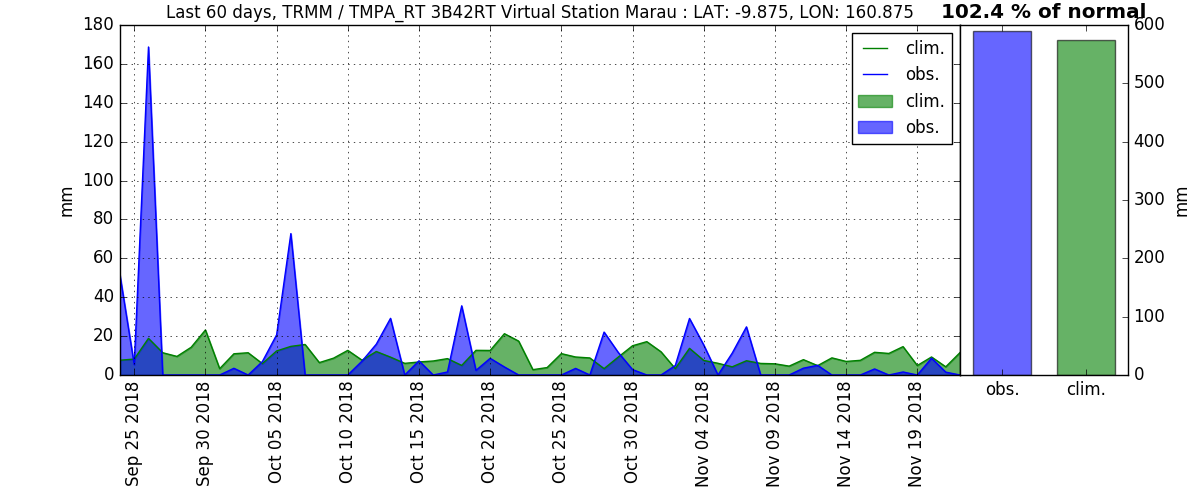 Last 60 days, TRMM / TMPA_RT 3B42RT Virtual Station Marau : LAT: -9.875, LON: 160.875
102.4 % of normal
180
160
140
120
100
80
60
40
20
0
mm
clim.
obs.
clim.
obs.
Sep 25 2018
Sep 30 2018
Oct 05 2018
Oct 10 2018
Oct 15 2018
Oct 20 2018
Oct 25 2018
Oct 30 2018
Nov 04 2018
Nov 09 2018
Nov 14 2018
Nov 19 2018
600
500
400
300
200
100
0
mm
obs.
clim.